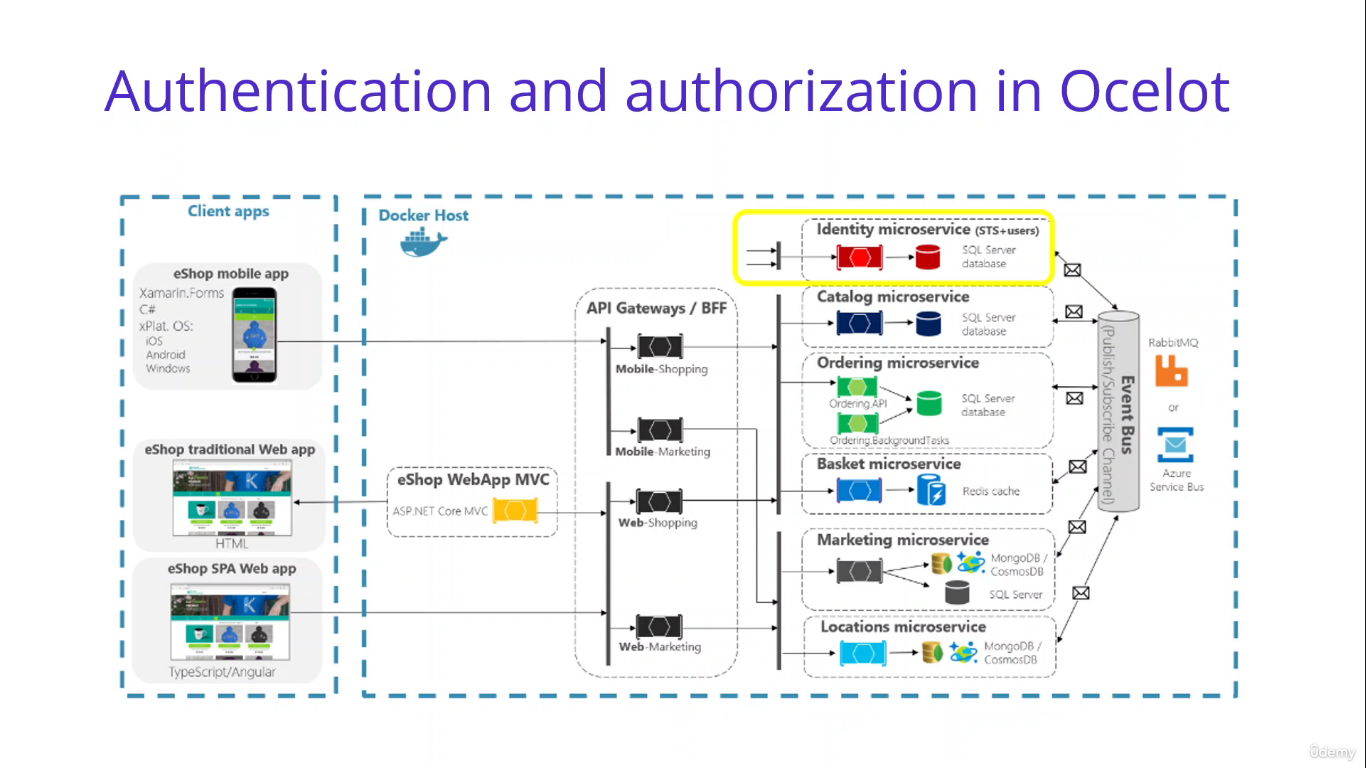 Authentication and authorization in Ocelot
Client apps
eShop mobile app
Xamarin.Forms
C#
xPlat. OS:
iOS
Android
Windows
eShop traditional Web app
HTML
eShop SPA Web app
TypeScript/Angular
Docker Host
eShop WebApp MVC
ASP.NET Core MVC
API Gateways / BFF
Mobile-Shopping
Mobile-Marketing
Web-Shopping
Web-Marketing
Identity microservice (STS+users)
SQL Server
database
Catalog microservice
SQL Server
database
Ordering microservice
Ordering.API
SQL Server
database
Ordering.BackgroundTasks
Basket microservice
Redis cache
Marketing microservice
MongoDB /
CosmosDB
SQL Server
Locations microservice
MongoDB /
CosmosDB
Event Bus
(Publish/Subscribe Channel)
RabbitMQ
or
Azure
Service Bus
ûdemy